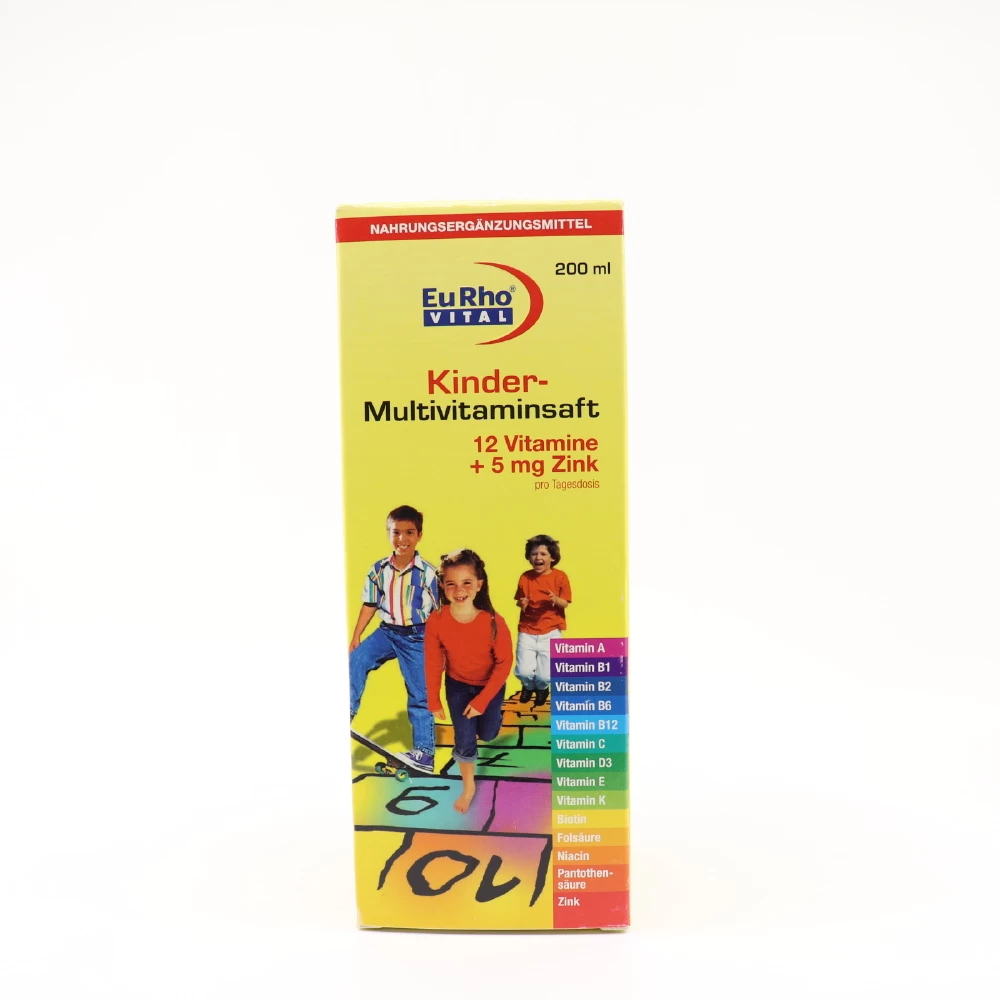 NAHRUNGSERGÄNZUNGSMITTEL
200 ml
EuRho®
VITAL
Kinder-
Multivitaminsaft
12 Vitamine
+ 5 mg Zink
pro Tagesdosis
Vitamin A
Vitamin B1
Vitamin B2
Vitamin B6
Vitamin B12
Vitamin C
Vitamin D3
Vitamin E
Vitamin K
Biotin
Folsäure
Niacin
Pantothen-
säure
Zink
6